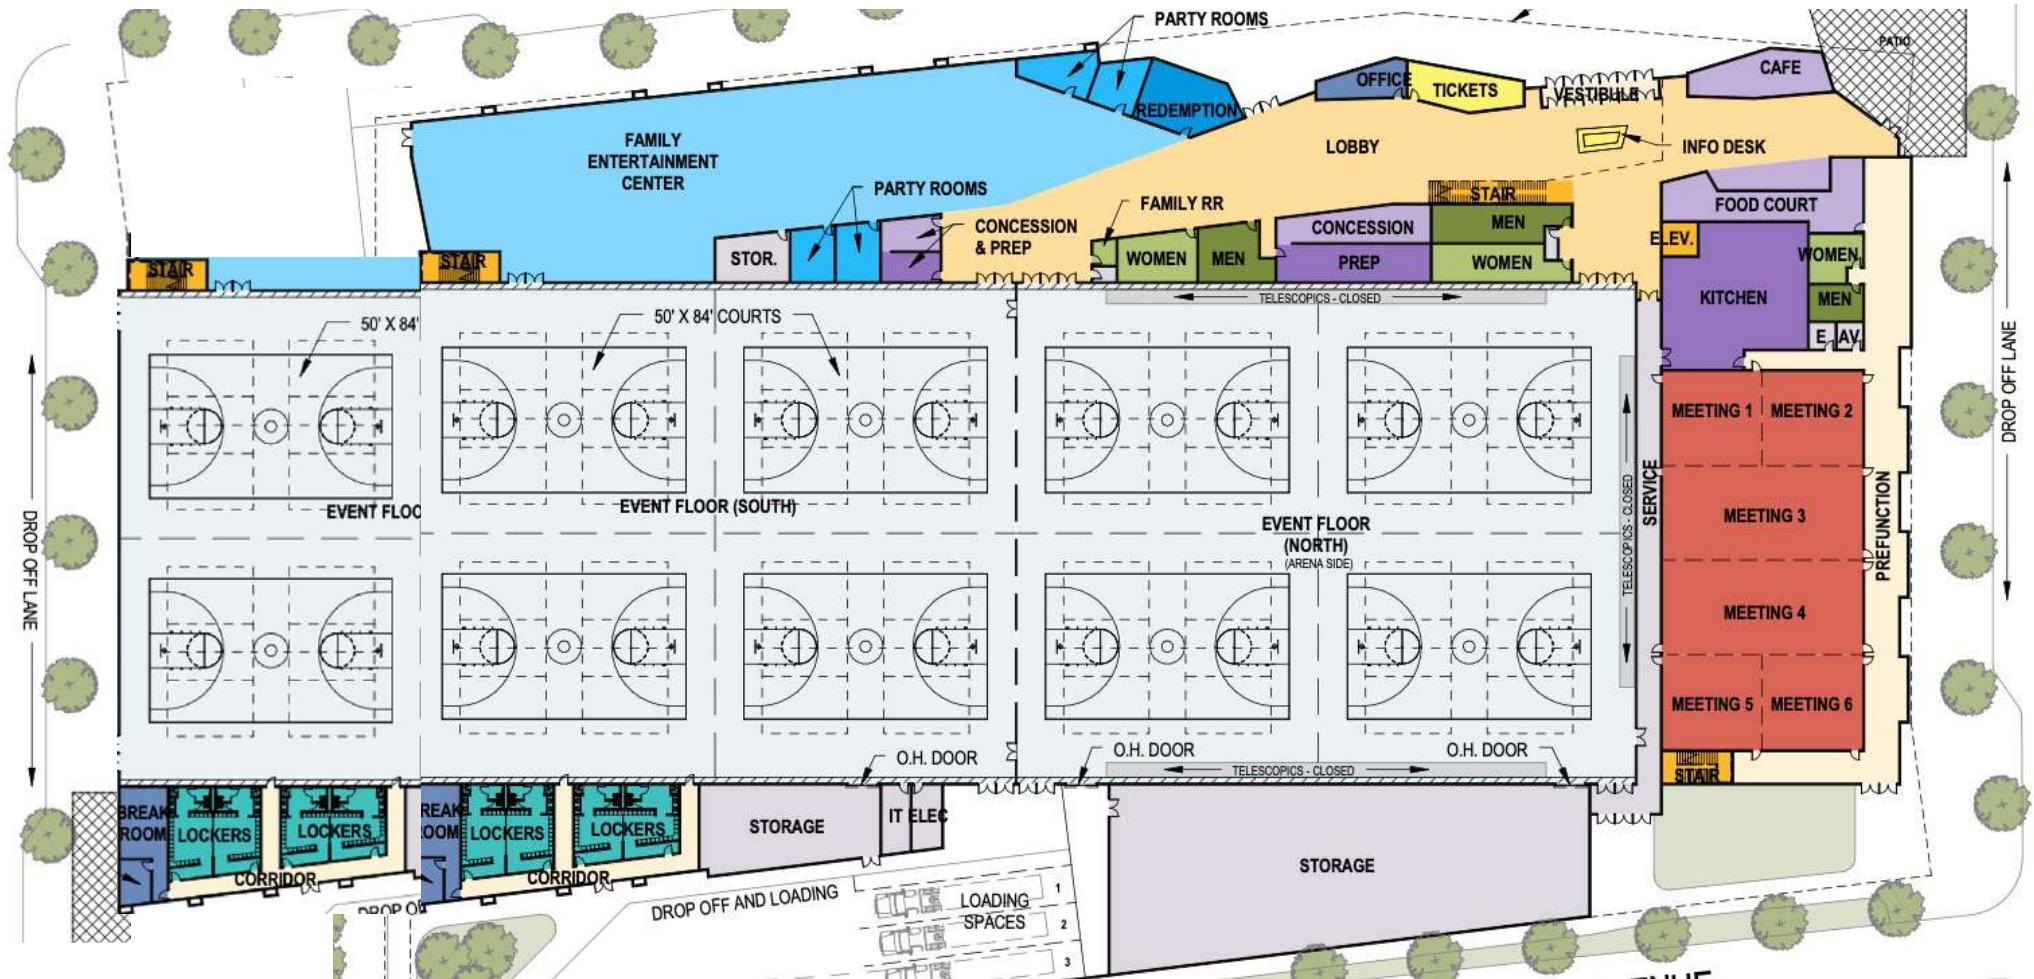 PARTY ROOMS
PATIO
OFFICE
TICKETS
VESTIBULE
CAFE
REDEMPTION
FAMILY
ENTERTAINMENT
CENTER
LOBBY
INFO DESK
PARTY ROOMS
FAMILY RR
STAIR
FOOD COURT
CONCESSION
& PREP
CONCESSION
MEN
ELEV.
STAIR
STAIR
STOR.
WOMEN
MEN
PREP
WOMEN
WOMEN
KITCHEN
MEN
TELESCOPICS - CLOSED
50' X 84'
50' X 84' COURTS
E
AV
DROP OFF LANE
MEETING 1
MEETING 2
EVENT FLOO
EVENT FLOOR (SOUTH)
EVENT FLOOR
(NORTH)
(ARENA SIDE)
TELESCOPICS - CLOSED
SERVICE
MEETING 3
PREFUNCTION
DROP OFF LANE
MEETING 4
MEETING 5
MEETING 6
O.H. DOOR
O.H. DOOR
O.H. DOOR
TELESCOPICS - CLOSED
STAIR
BREAK
ROOM
LOCKERS
LOCKERS
REAK
OOM
LOCKERS
LOCKERS
STORAGE
IT
ELEC
STORAGE
CORRIDOR
CORRIDOR
DROP OF
DROP OFF AND LOADING
LOADING
SPACES
1
2
3